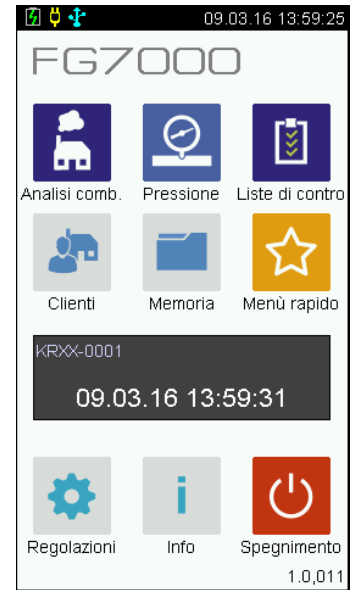 09.03.16 13:59:25
FG7000
Analisi comb. Pressione Liste di contro
Clienti Memoria Menù rapido
KRXX-0001
09.03.16 13:59:31
Regolazioni Info Spegnimento
1.0,011